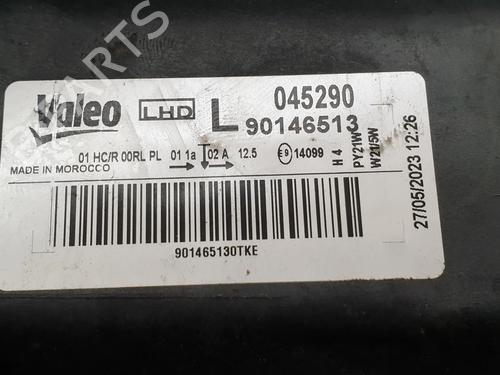 PARTS
Valeo LHD L 045290
90146513
01 HC/R 00RL PL 01 1a 02 A 12.5 E9 14099
MADE IN MOROCCO
H4
PY21W
W21/5W
27/05/2023 12:26
901465130TKE